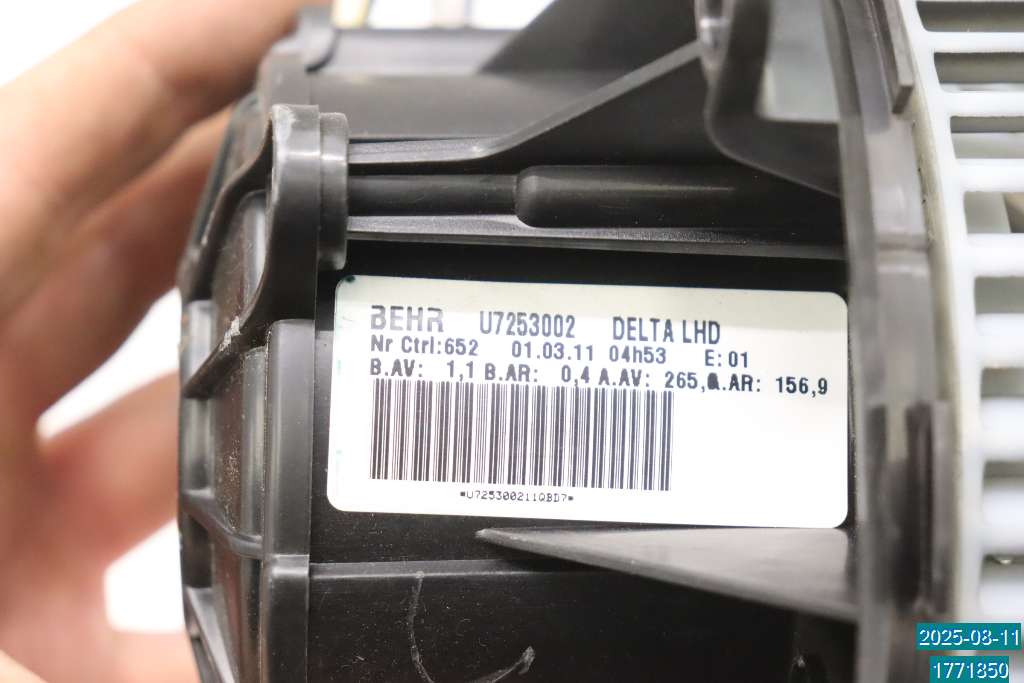 BEHR U7253002 DELTA LHD
Nr Ctrl:652 01.03.11 04h53 E:01
B.AV: 1,1 B.AR: 0,4 A.AV: 265, A.AR: 156,9
*U725300211QBD7*
2025-08-11
1771850